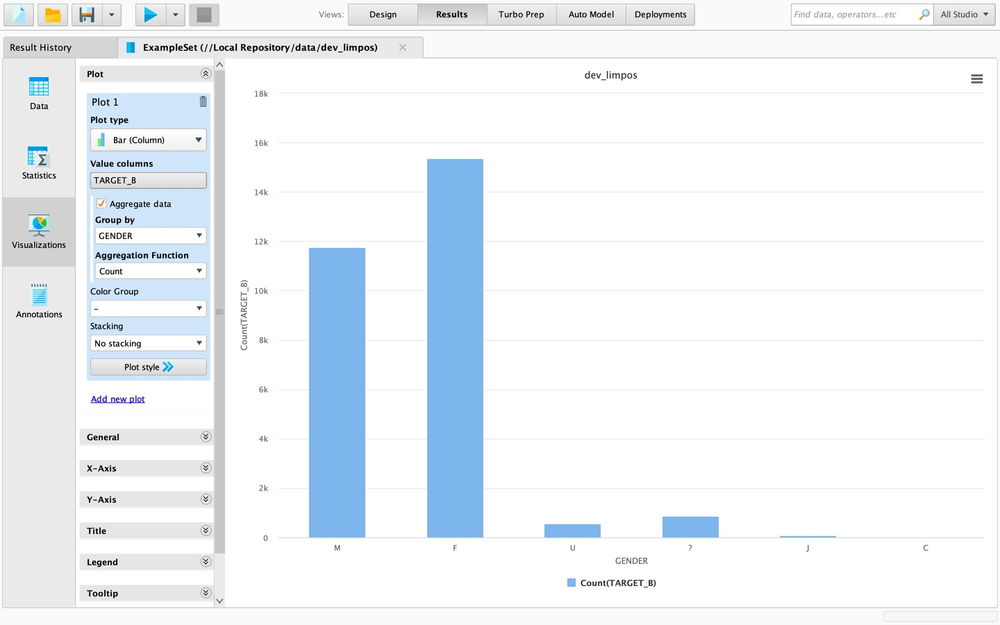 Views:
Design
Results
Turbo Prep
Auto Model
Deployments
Find data, operators...etc
All Studio
Result History
ExampleSet (//Local Repository/data/dev_limpos)
Data
Statistics
Visualizations
Annotations
Plot
Plot 1
Plot type
Bar (Column)
Value columns
TARGET_B
Aggregate data
Group by
GENDER
Aggregation Function
Count
Color Group
–
Stacking
No stacking
Plot style
Add new plot
General
X-Axis
Y-Axis
Title
Legend
Tooltip
dev_limpos
18k
16k
14k
12k
10k
8k
6k
4k
2k
0
Count(TARGET_B)
M F U ? J C
GENDER
Count(TARGET_B)